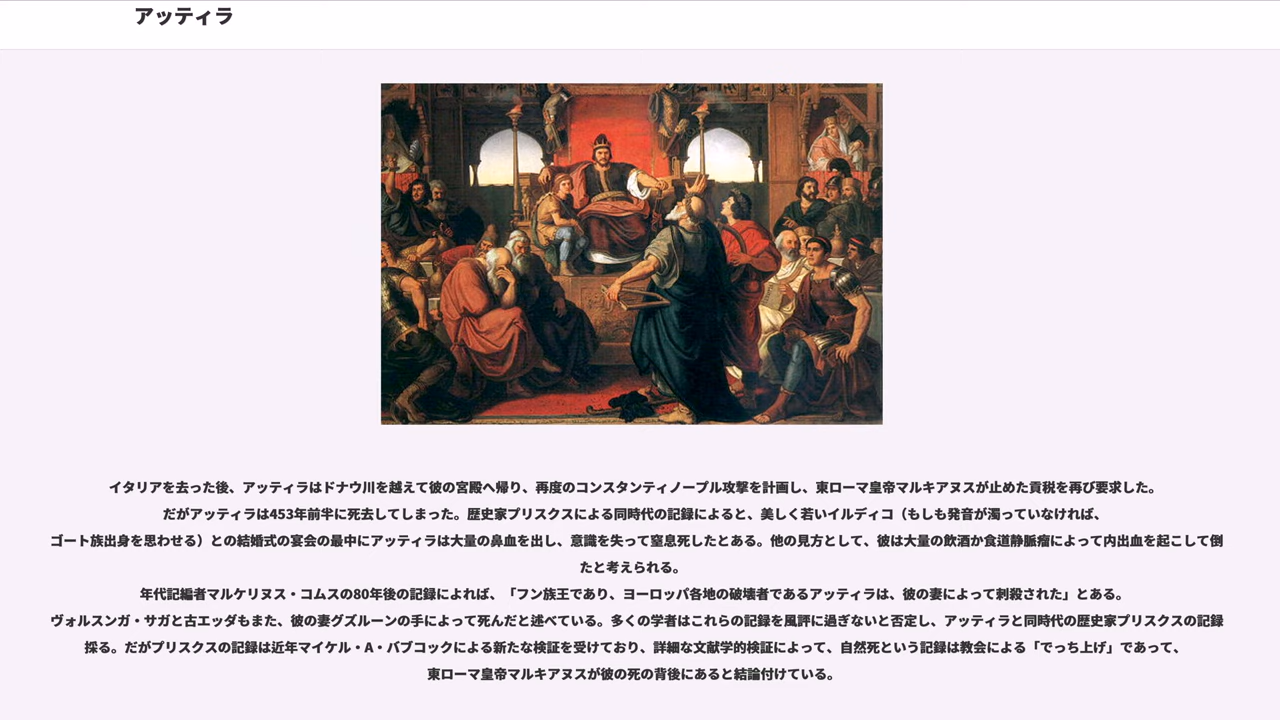 アッティラ
イタリアを去った後、アッティラはドナウ川を越えて彼の宮殿へ帰り、再度のコンスタンティノープル攻撃を計画し、東ローマ皇帝マルキアヌスが止めた貢税を再び要求した。
だがアッティラは453年前半に死去してしまった。歴史家プリスクスによる同時代の記録によると、美しく若いイルディコ（もしも発音が濁っていなければ、
ゴート族出身を思わせる）との結婚式の宴会の最中にアッティラは大量の鼻血を出し、意識を失って窒息死したとある。他の見方として、彼は大量の飲酒か食道静脈瘤によって内出血を起こして倒
たと考えられる。
年代記編者マルケリヌス・コムスの80年後の記録によれば、「フン族王であり、ヨーロッパ各地の破壊者であるアッティラは、彼の妻によって刺殺された」とある。
ヴォルスンガ・サガと古エッダもまた、彼の妻グズルーンの手によって死んだと述べている。多くの学者はこれらの記録を風評に過ぎないと否定し、アッティラと同時代の歴史家プリスクスの記録
採る。だがプリスクスの記録は近年マイケル・A・バブコックによる新たな検証を受けており、詳細な文献学的検証によって、自然死という記録は教会による「でっち上げ」であって、
東ローマ皇帝マルキアヌスが彼の死の背後にあると結論付けている。